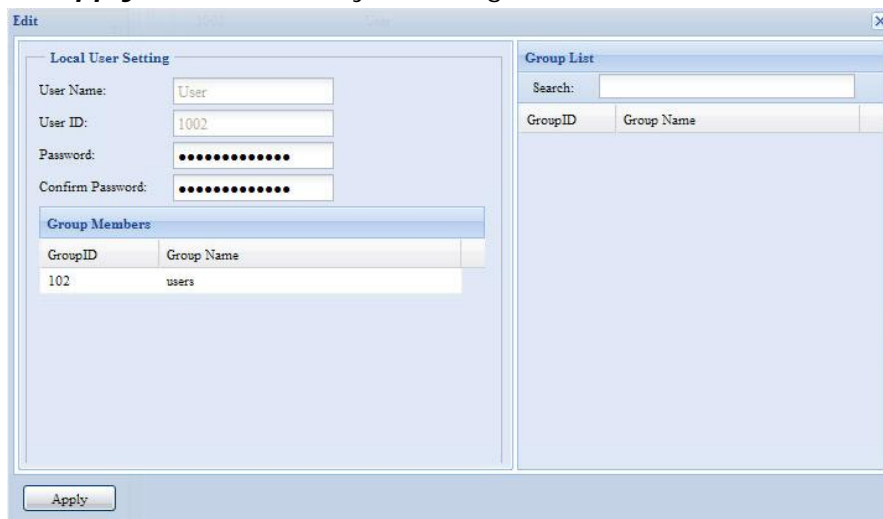 Edit
Local User Setting
User Name:
User
User ID:
1002
Password:
●●●●●●●●●●●●●
Confirm Password:
●●●●●●●●●●●●●
Group Members
GroupID Group Name
102 users
Group List
Search:
GroupID Group Name
Apply